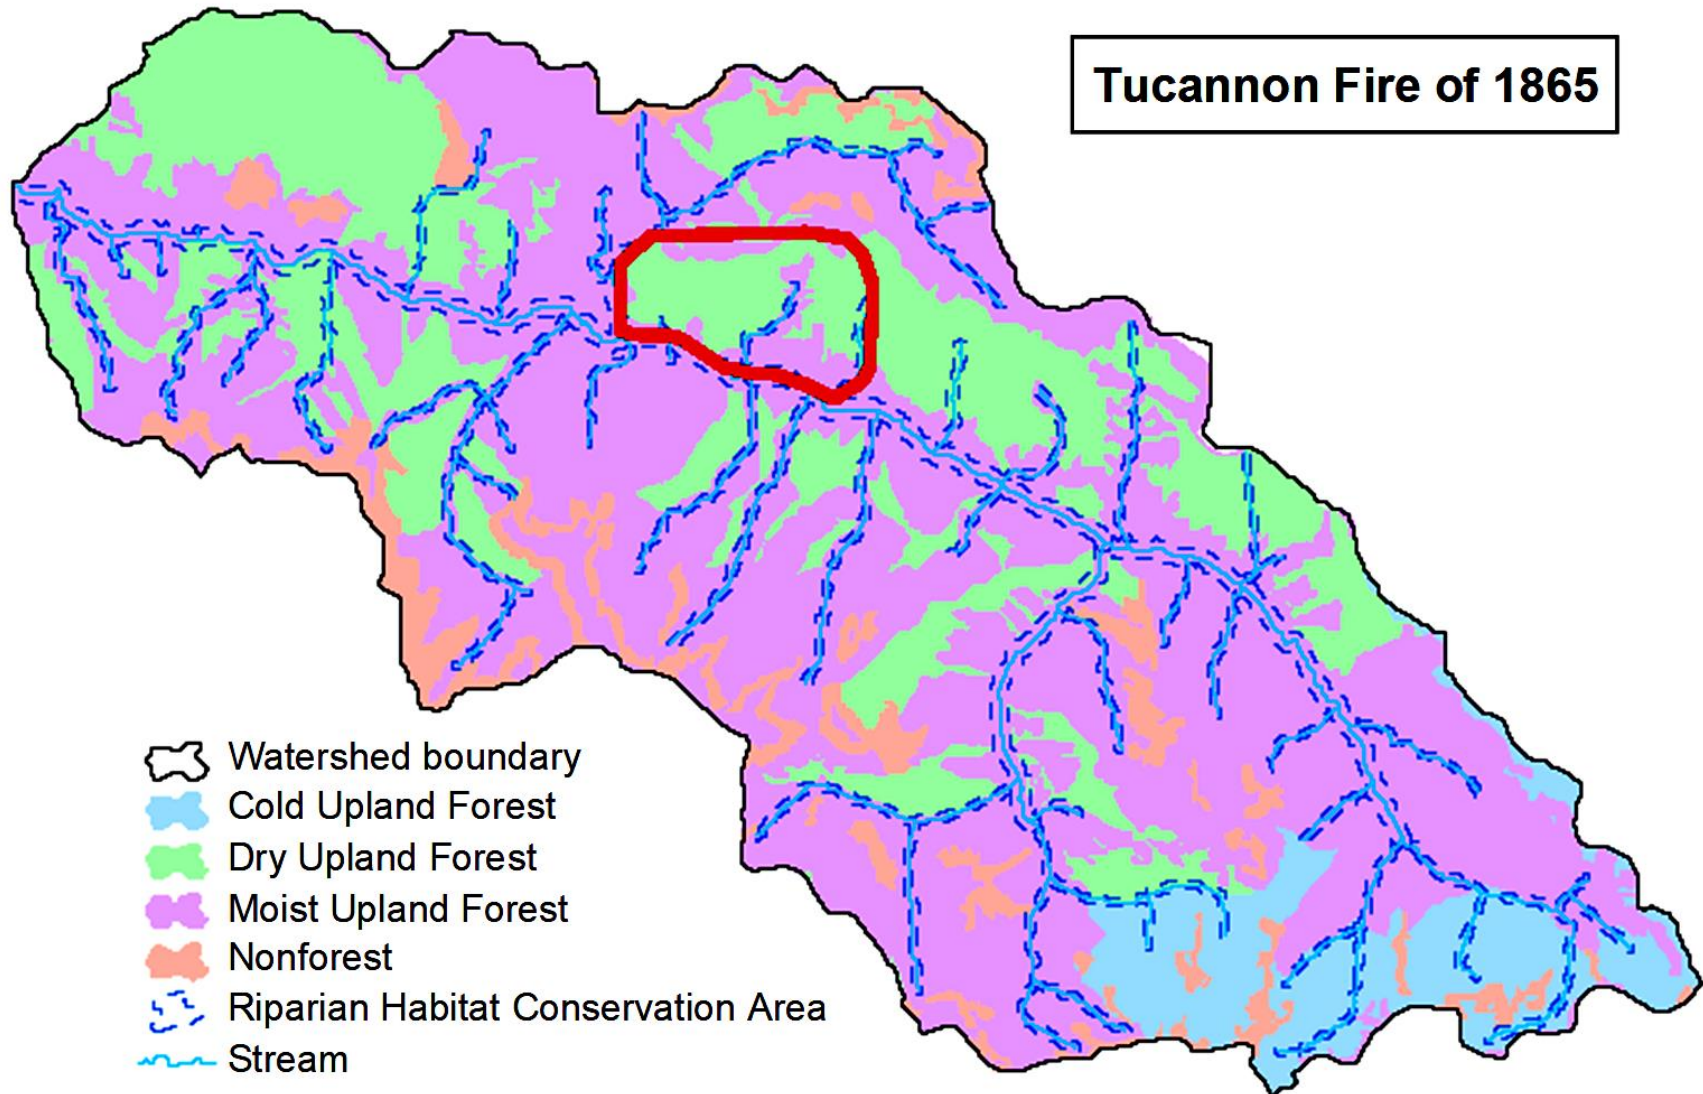 Tucannon Fire of 1865
Watershed boundary
Cold Upland Forest
Dry Upland Forest
Moist Upland Forest
Nonforest
Riparian Habitat Conservation Area
Stream